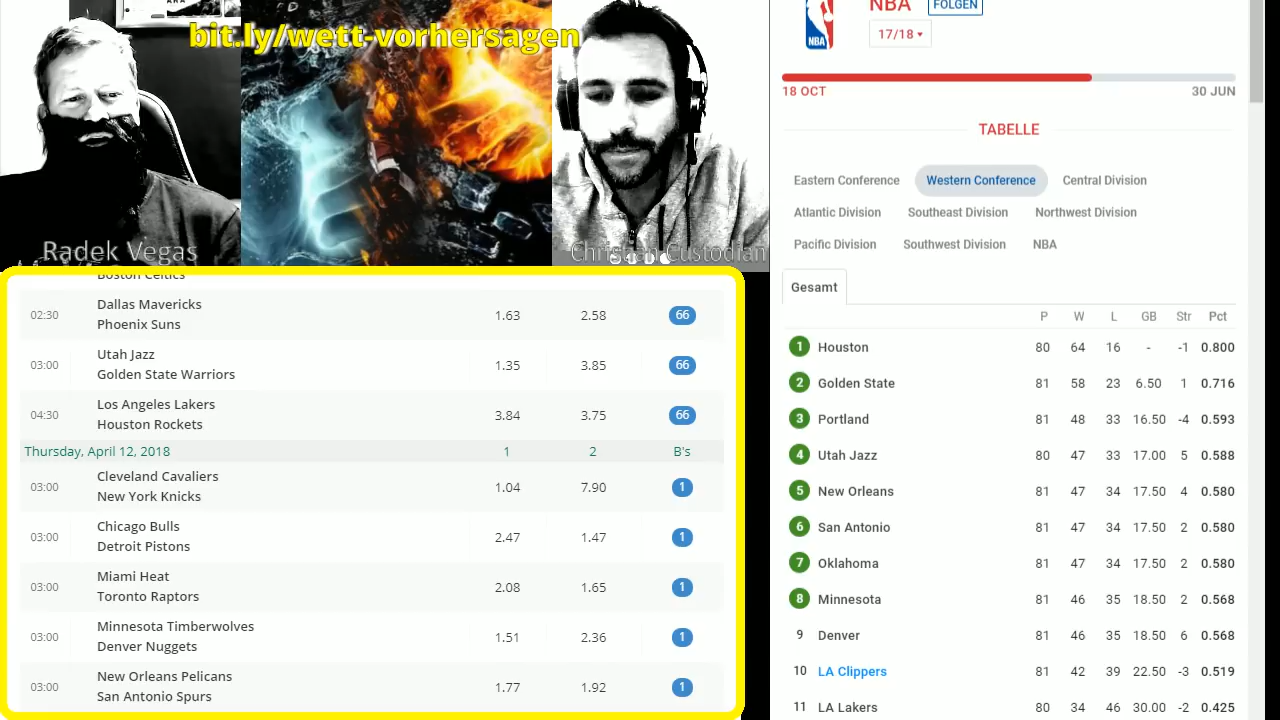 bit.ly/wett-vorhersagen
Radek Vegas
Christian Custodian
Boston Celtics
02:30 Dallas Mavericks
Phoenix Suns 1.63 2.58 66
03:00 Utah Jazz
Golden State Warriors 1.35 3.85 66
04:30 Los Angeles Lakers
Houston Rockets 3.84 3.75 66
Thursday, April 12, 2018 1 2 B's
03:00 Cleveland Cavaliers
New York Knicks 1.04 7.90 1
03:00 Chicago Bulls
Detroit Pistons 2.47 1.47 1
03:00 Miami Heat
Toronto Raptors 2.08 1.65 1
03:00 Minnesota Timberwolves
Denver Nuggets 1.51 2.36 1
03:00 New Orleans Pelicans
San Antonio Spurs 1.77 1.92 1
NBA
NBA FOLGEN
17/18
18 OCT 30 JUN
TABELLE
Eastern Conference Western Conference Central Division
Atlantic Division Southeast Division Northwest Division
Pacific Division Southwest Division NBA
Gesamt
P W L GB Str Pct
1 Houston 80 64 16 - -1 0.800
2 Golden State 81 58 23 6.50 1 0.716
3 Portland 81 48 33 16.50 -4 0.593
4 Utah Jazz 80 47 33 17.00 5 0.588
5 New Orleans 81 47 34 17.50 4 0.580
6 San Antonio 81 47 34 17.50 2 0.580
7 Oklahoma 81 47 34 17.50 2 0.580
8 Minnesota 81 46 35 18.50 2 0.568
9 Denver 81 46 35 18.50 6 0.568
10 LA Clippers 81 42 39 22.50 -3 0.519
11 LA Lakers 80 34 46 30.00 -2 0.425